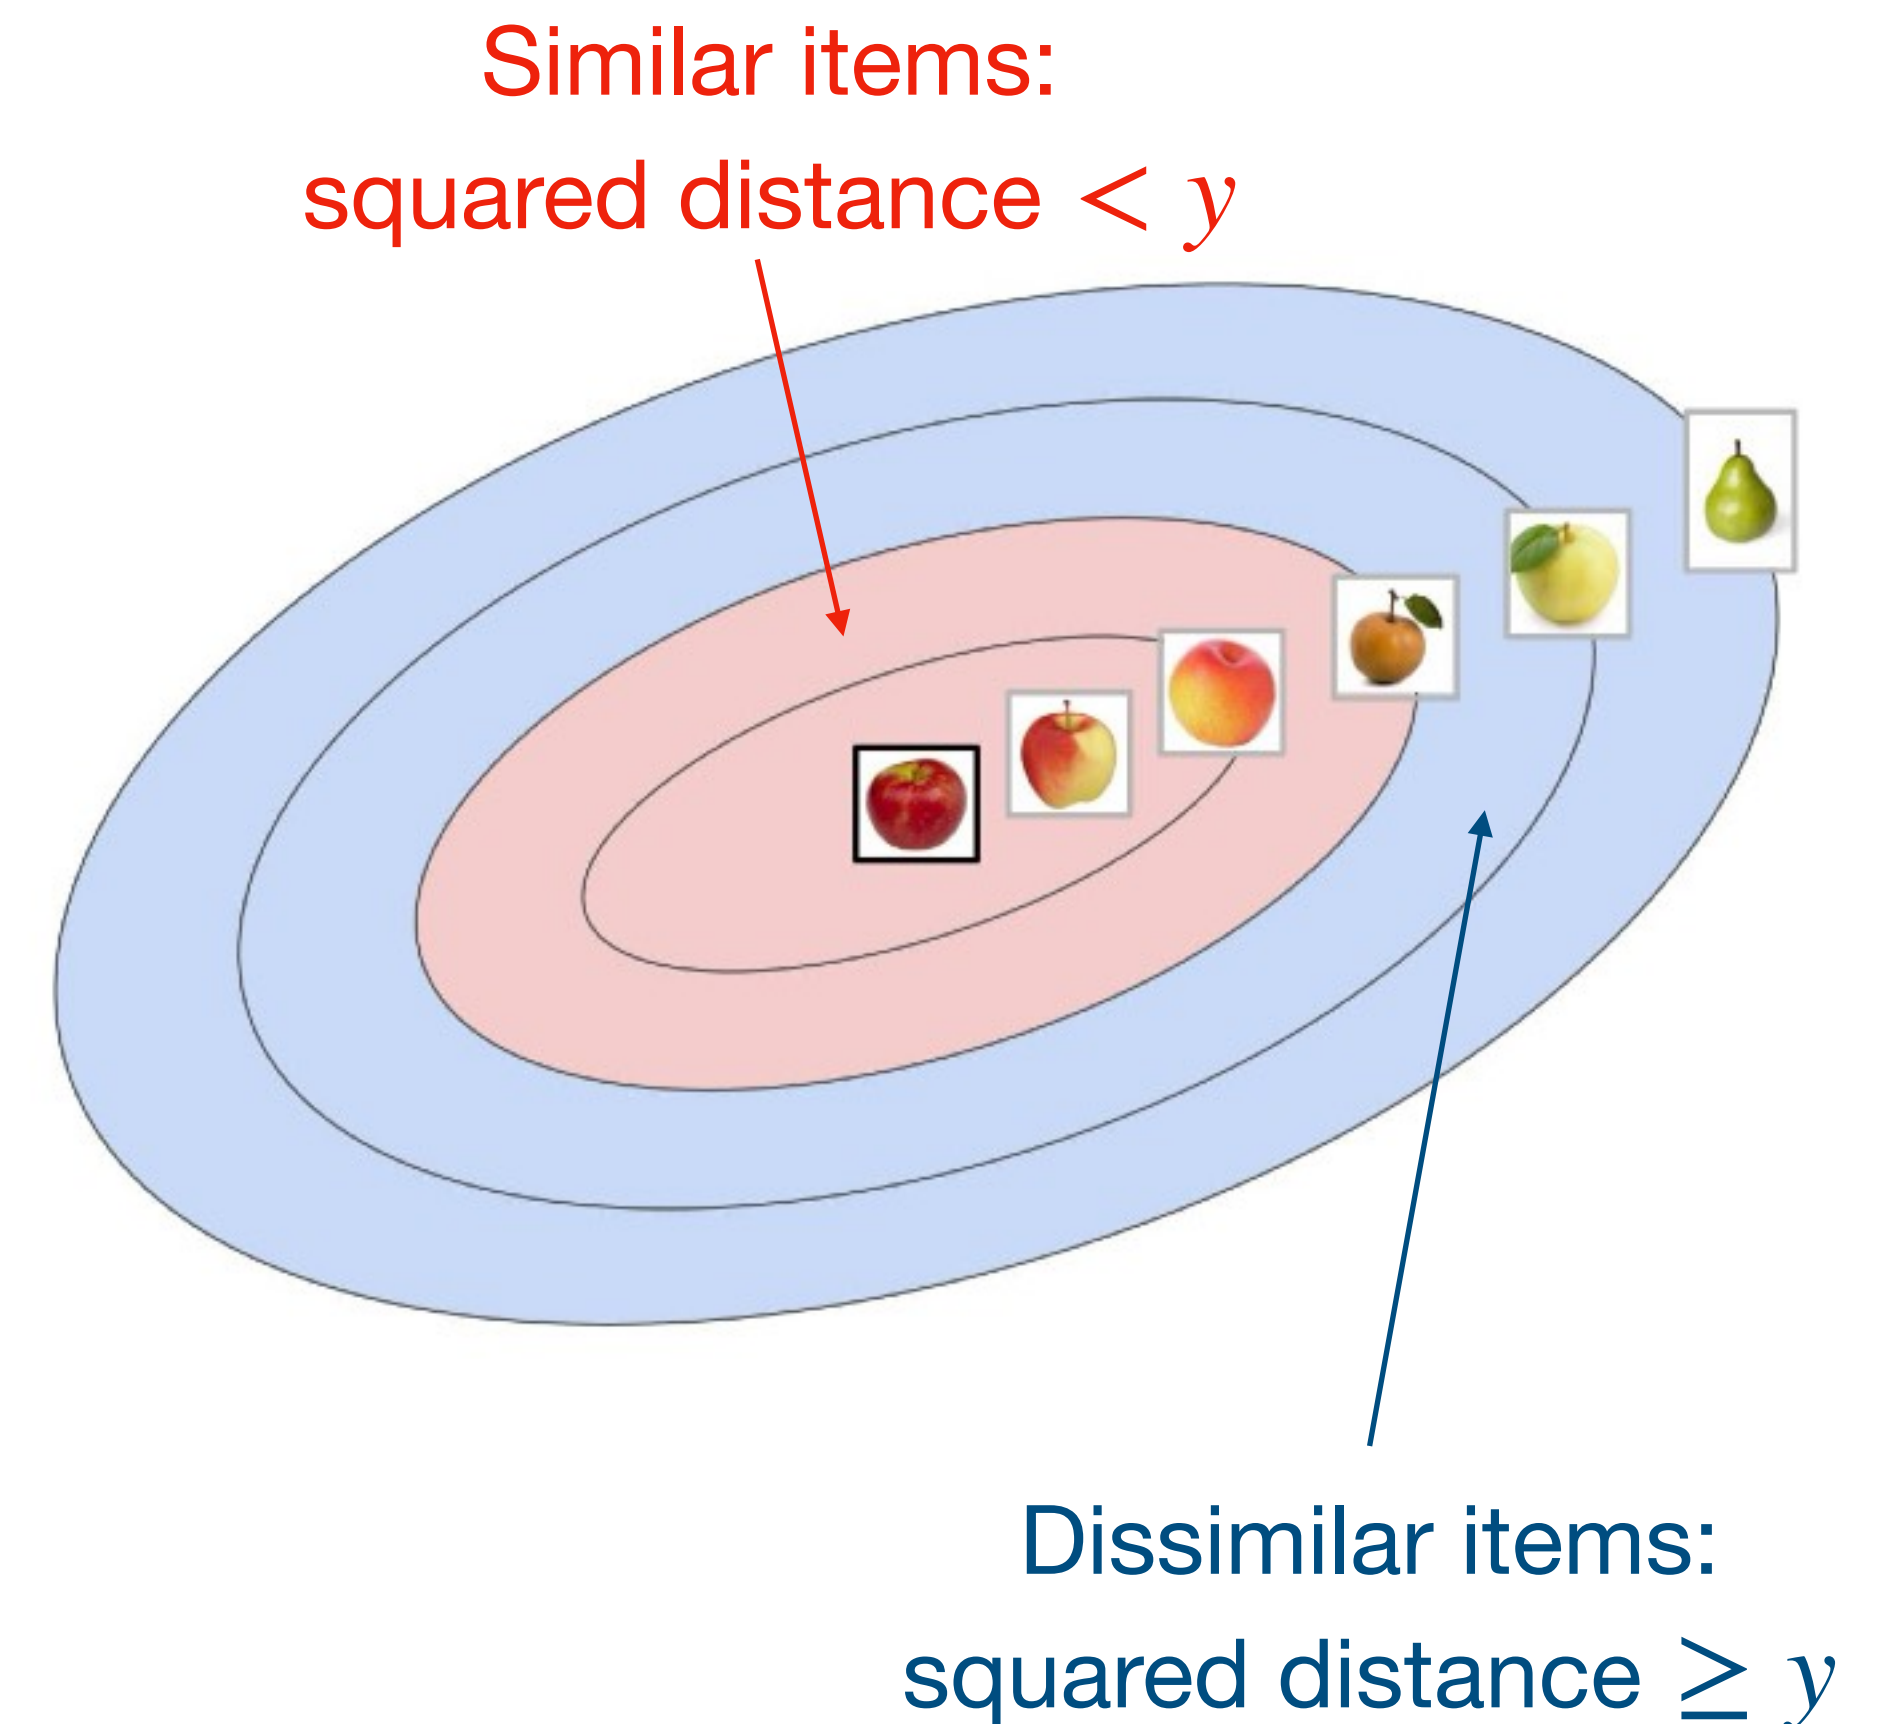 Similar items:
squared distance < y
Dissimilar items:
squared distance ≥ y